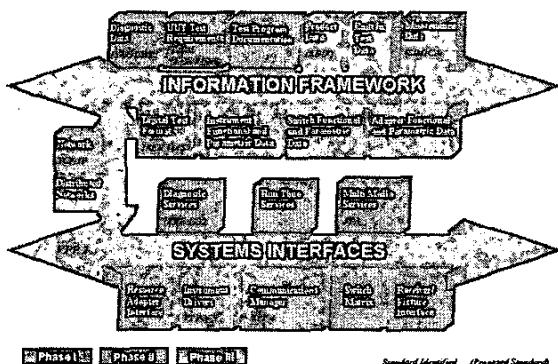 Diagnostic
Data
UUT Test
Requirements
Test Program
Documentation
Product
Data
Built In
Test
Data
Maintenance
Data
INFORMATION FRAMEWORK
Digital Test
Format
Instrument
Functional and
Parametric Data
Switch Functional
and Parametric
Data
Adapter Functional
and Parametric Data
Network
Distributed
Networks
Diagnostic
Services
Run Time
Services
Multi Media
Services
SYSTEMS INTERFACES
Resource
Adapter
Interface
Instrument
Drivers
Communications
Manager
Switch
Matrix
Receiver/
Fixture
Interface
Phase I
Phase II
Phase III
Standard Identified
(Proposed Standard)